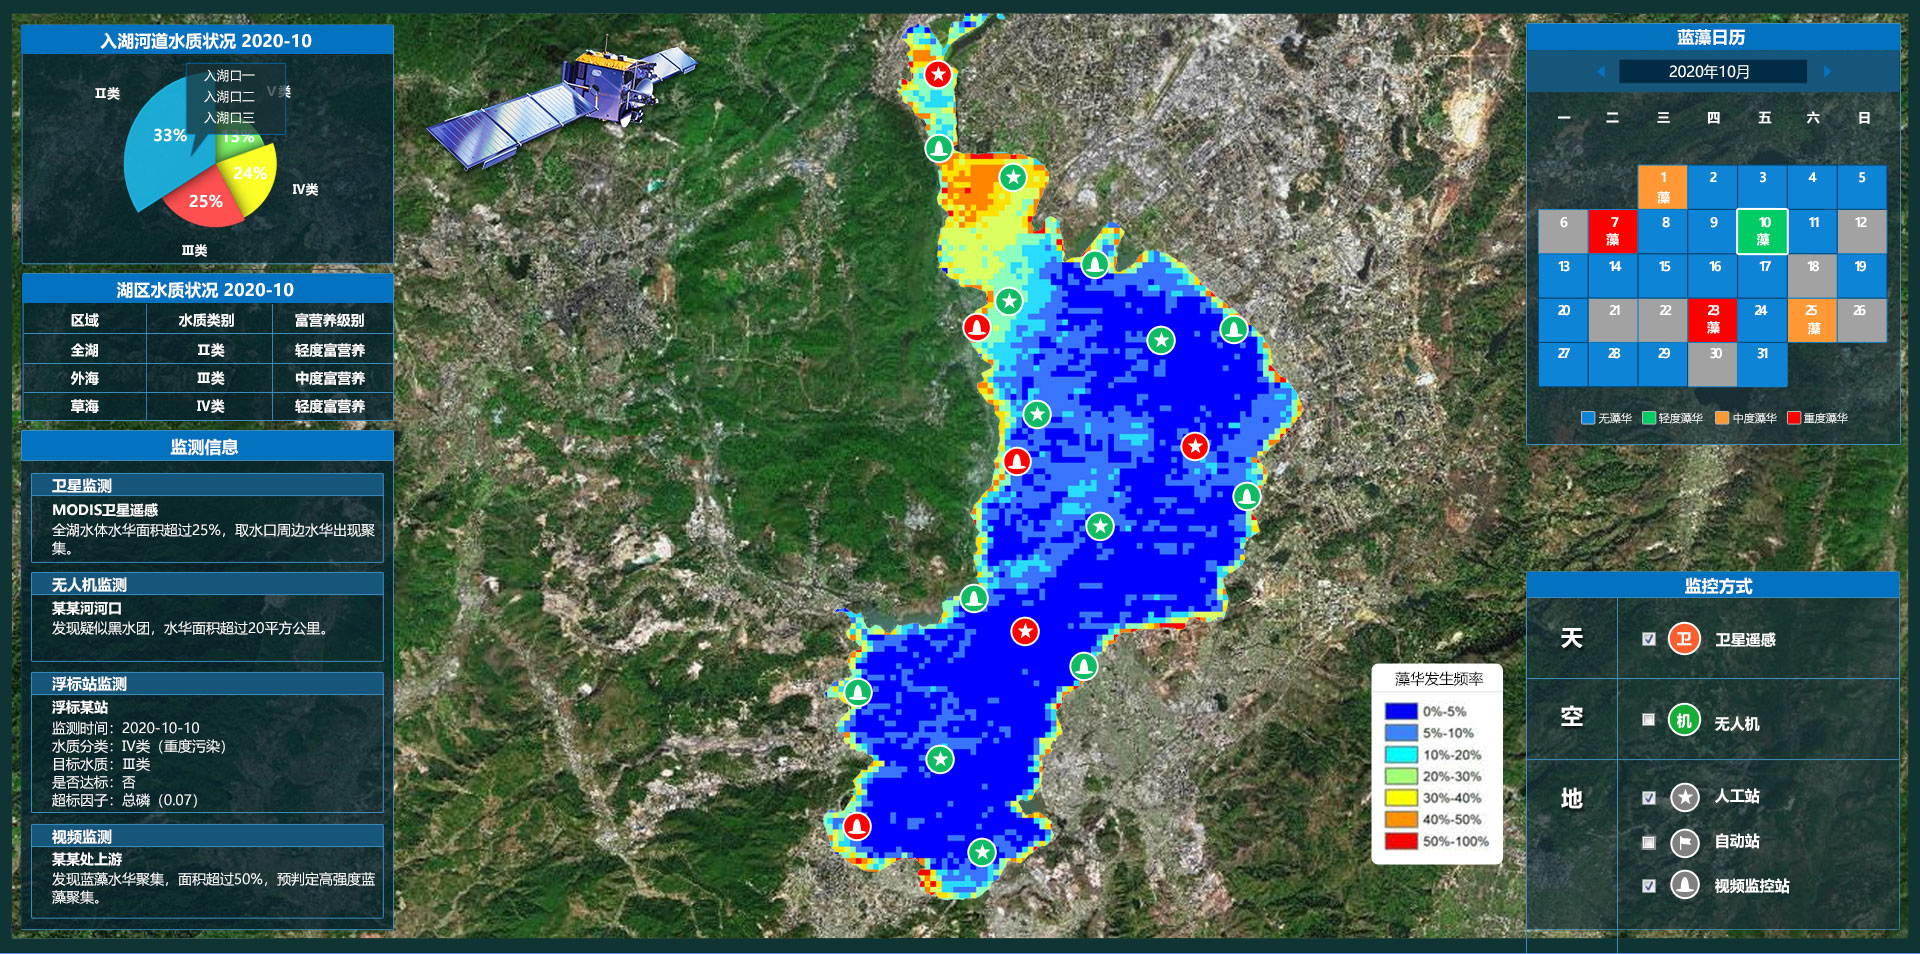 入湖河道水质状况 2020-10
入湖口一
入湖口二
入湖口三
II类
V类
33%
13%
24%
IV类
25%
III类
湖区水质状况 2020-10
区域 水质类别 富营养级别
全湖 II类 轻度富营养
外海 III类 中度富营养
草海 IV类 轻度富营养
监测信息
卫星监测
MODIS卫星遥感
全湖水体水华面积超过25%，取水口周边水华出现聚
集。
无人机监测
某某河河口
发现疑似黑水团，水华面积超过20平方公里。
浮标站监测
浮标某站
监测时间：2020-10-10
水质分类：IV类（重度污染）
目标水质：III类
是否达标：否
超标因子：总磷（0.07）
视频监测
某某处上游
发现蓝藻水华聚集，面积超过50%，预判定高强度蓝
藻聚集。
藻华发生频率
0%-5%
5%-10%
10%-20%
20%-30%
30%-40%
40%-50%
50%-100%
蓝藻日历
2020年10月
一 二 三 四 五 六 日
1 2 3 4 5
藻
6 7 8 9 10 11 12
藻 藻
13 14 15 16 17 18 19
20 21 22 23 24 25 26
藻 藻
27 28 29 30 31
无藻华 轻度藻华 中度藻华 重度藻华
监控方式
天 卫 卫星遥感
空 机 无人机
地 人工站
自动站
视频监控站